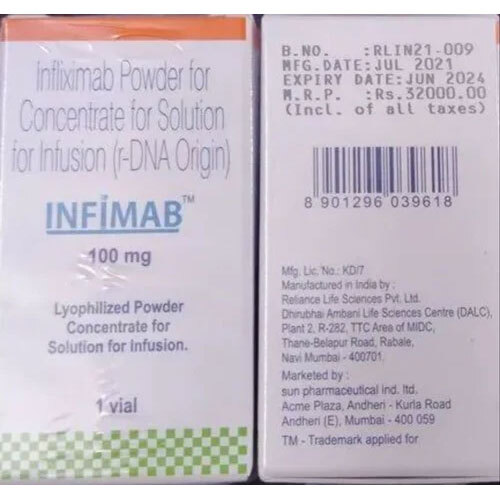 Infliximab Powder for
Concentrate for Solution
for Infusion (r-DNA Origin)
INFIMAB™
100 mg
Lyophilized Powder
Concentrate for
Solution for Infusion.
1 vial
B.NO. :RLIN21-009
MFG.DATE:JUL 2021
EXPIRY DATE:JUN 2024
M.R.P. :Rs.32000.00
(Incl. of all taxes)
8 901296 039618
Mfg. Lic. No.: KD/7
Manufactured in India by :
Reliance Life Sciences Pvt. Ltd.
Dhirubhai Ambani Life Sciences Centre (DALC),
Plant 2, R-282, TTC Area of MIDC,
Thane-Belapur Road, Rabale,
Navi Mumbai - 400701.
Marketed by :
sun pharmaceutical ind. ltd.
Acme Plaza, Andheri - Kurla Road
Andheri (E), Mumbai - 400 059
TM - Trademark applied for